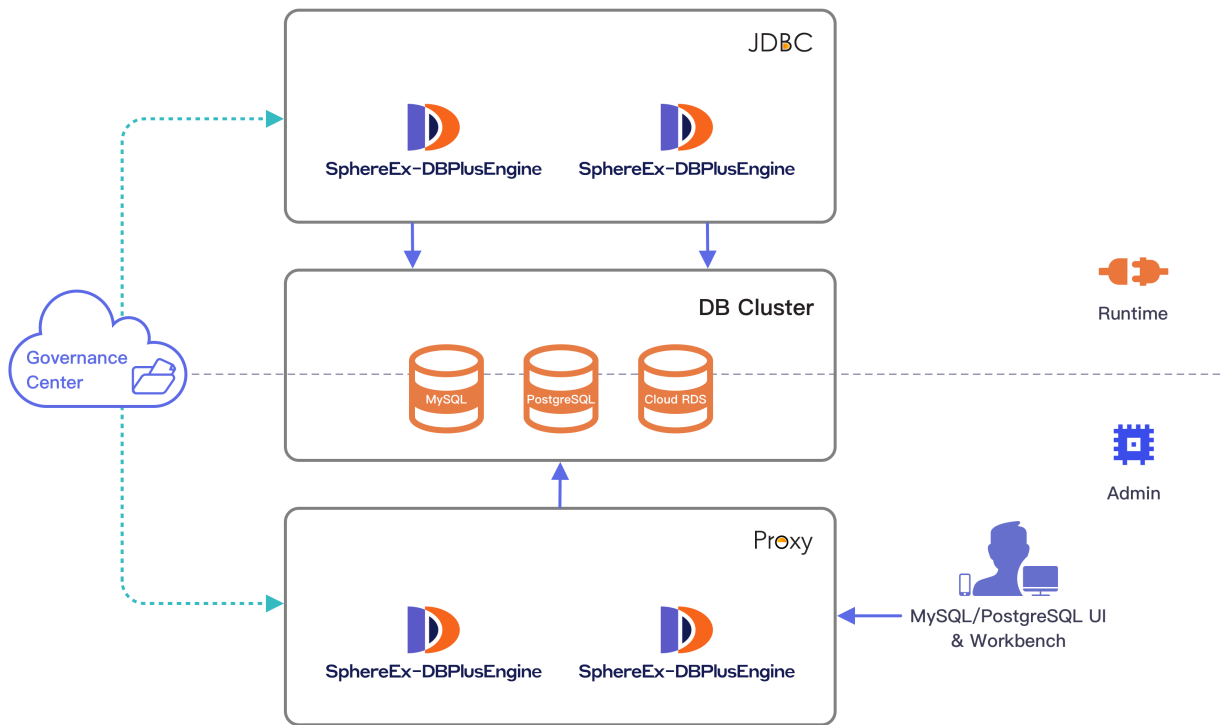 JDBC
SphereEx-DBPlusEngine
SphereEx-DBPlusEngine
DB Cluster
Runtime
Governance
Center
MySQL
PostgreSQL
Cloud RDS
Admin
Proxy
MySQL/PostgreSQL UI
& Workbench
SphereEx-DBPlusEngine
SphereEx-DBPlusEngine